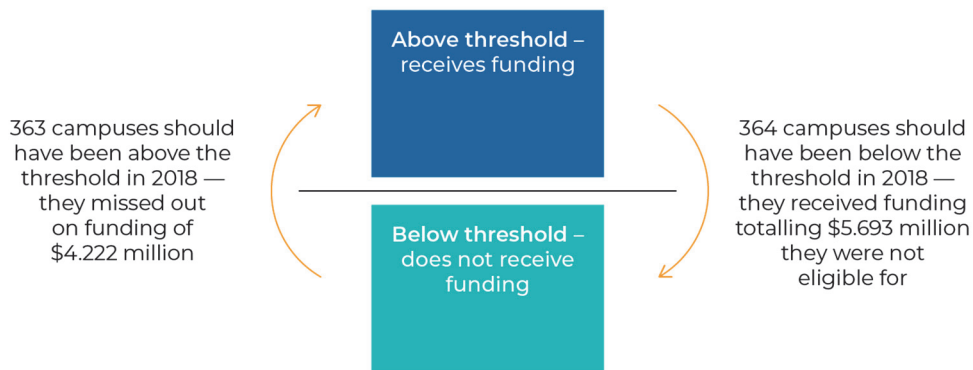 Above threshold –
receives funding
363 campuses should
have been above the
threshold in 2018 —
they missed out
on funding of
$4.222 million
364 campuses should
have been below the
threshold in 2018 —
they received funding
totalling $5.693 million
they were not
eligible for
Below threshold –
does not receive
funding